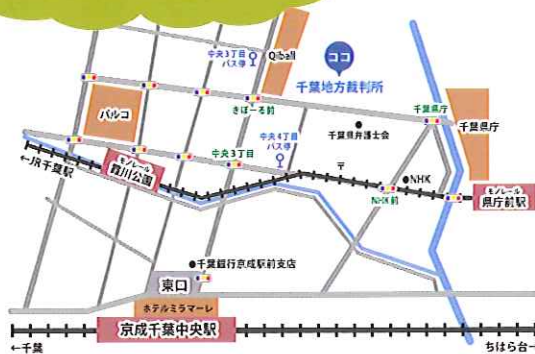 中央3丁目
バス停
Qiball
ココ
千葉地方裁判所
パルコ
きぼーる前
千葉県庁
千葉県弁護士会
千葉県庁
中央4丁目
バス停
中央3丁目
←JR千葉駅
モノレール
葭川公園
〒
NHK
NHK前
モノレール
県庁前駅
千葉銀行京成駅前支店
東口
ホテルミラマーレ
京成千葉中央駅
←千葉
ちはら台→